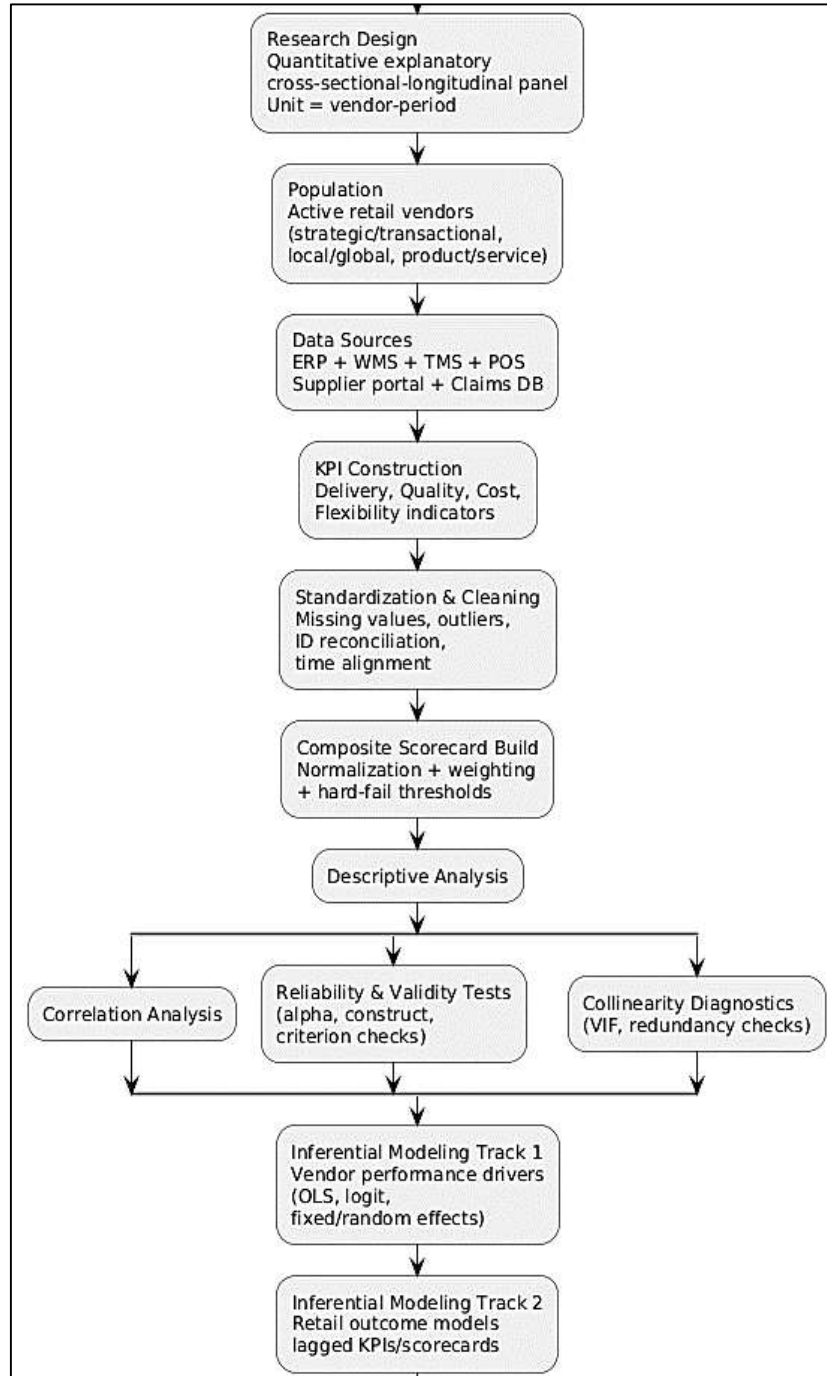 Research Design
Quantitative explanatory
cross-sectional-longitudinal panel
Unit = vendor-period
Population
Active retail vendors
(strategic/transactional,
local/global, product/service)
Data Sources
ERP + WMS + TMS + POS
Supplier portal + Claims DB
KPI Construction
Delivery, Quality, Cost,
Flexibility indicators
Standardization & Cleaning
Missing values, outliers,
ID reconciliation,
time alignment
Composite Scorecard Build
Normalization + weighting
+ hard-fail thresholds
Descriptive Analysis
Correlation Analysis
Reliability & Validity Tests
(alpha, construct,
criterion checks)
Collinearity Diagnostics
(VIF, redundancy checks)
Inferential Modeling Track 1
Vendor performance drivers
(OLS, logit,
fixed/random effects)
Inferential Modeling Track 2
Retail outcome models
lagged KPIs/scorecards